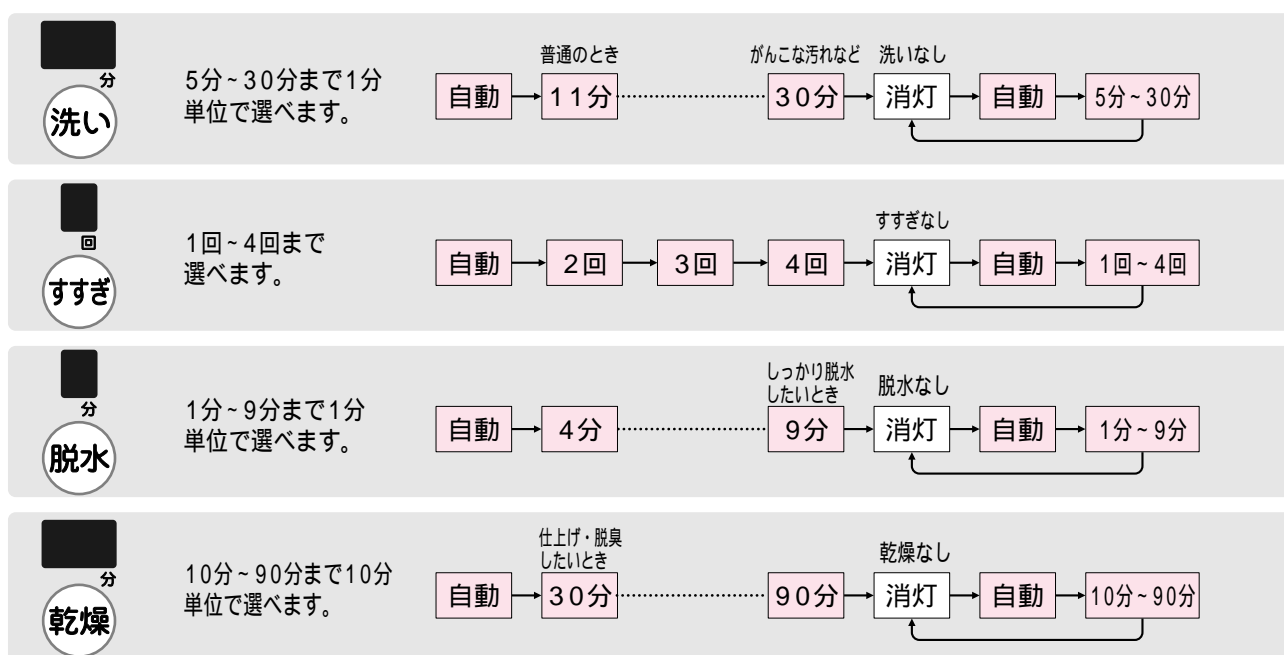 分
洗い
5分~30分まで1分
単位で選べます。
普通のとき
がんこな汚れなど
洗いなし
自動
11分
30分
消灯
自動
5分~30分
回
すすぎ
1回~4回まで
選べます。
すすぎなし
自動
2回
3回
4回
消灯
自動
1回~4回
分
脱水
1分~9分まで1分
単位で選べます。
しっかり脱水
したいとき
脱水なし
自動
4分
9分
消灯
自動
1分~9分
分
乾燥
10分~90分まで10分
単位で選べます。
仕上げ・脱臭
したいとき
乾燥なし
自動
30分
90分
消灯
自動
10分~90分